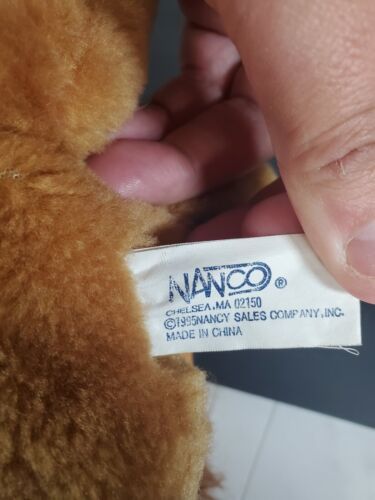 NANCO®
CHELSEA, MA 02150
©1995NANCY SALES COMPANY, INC.
MADE IN CHINA